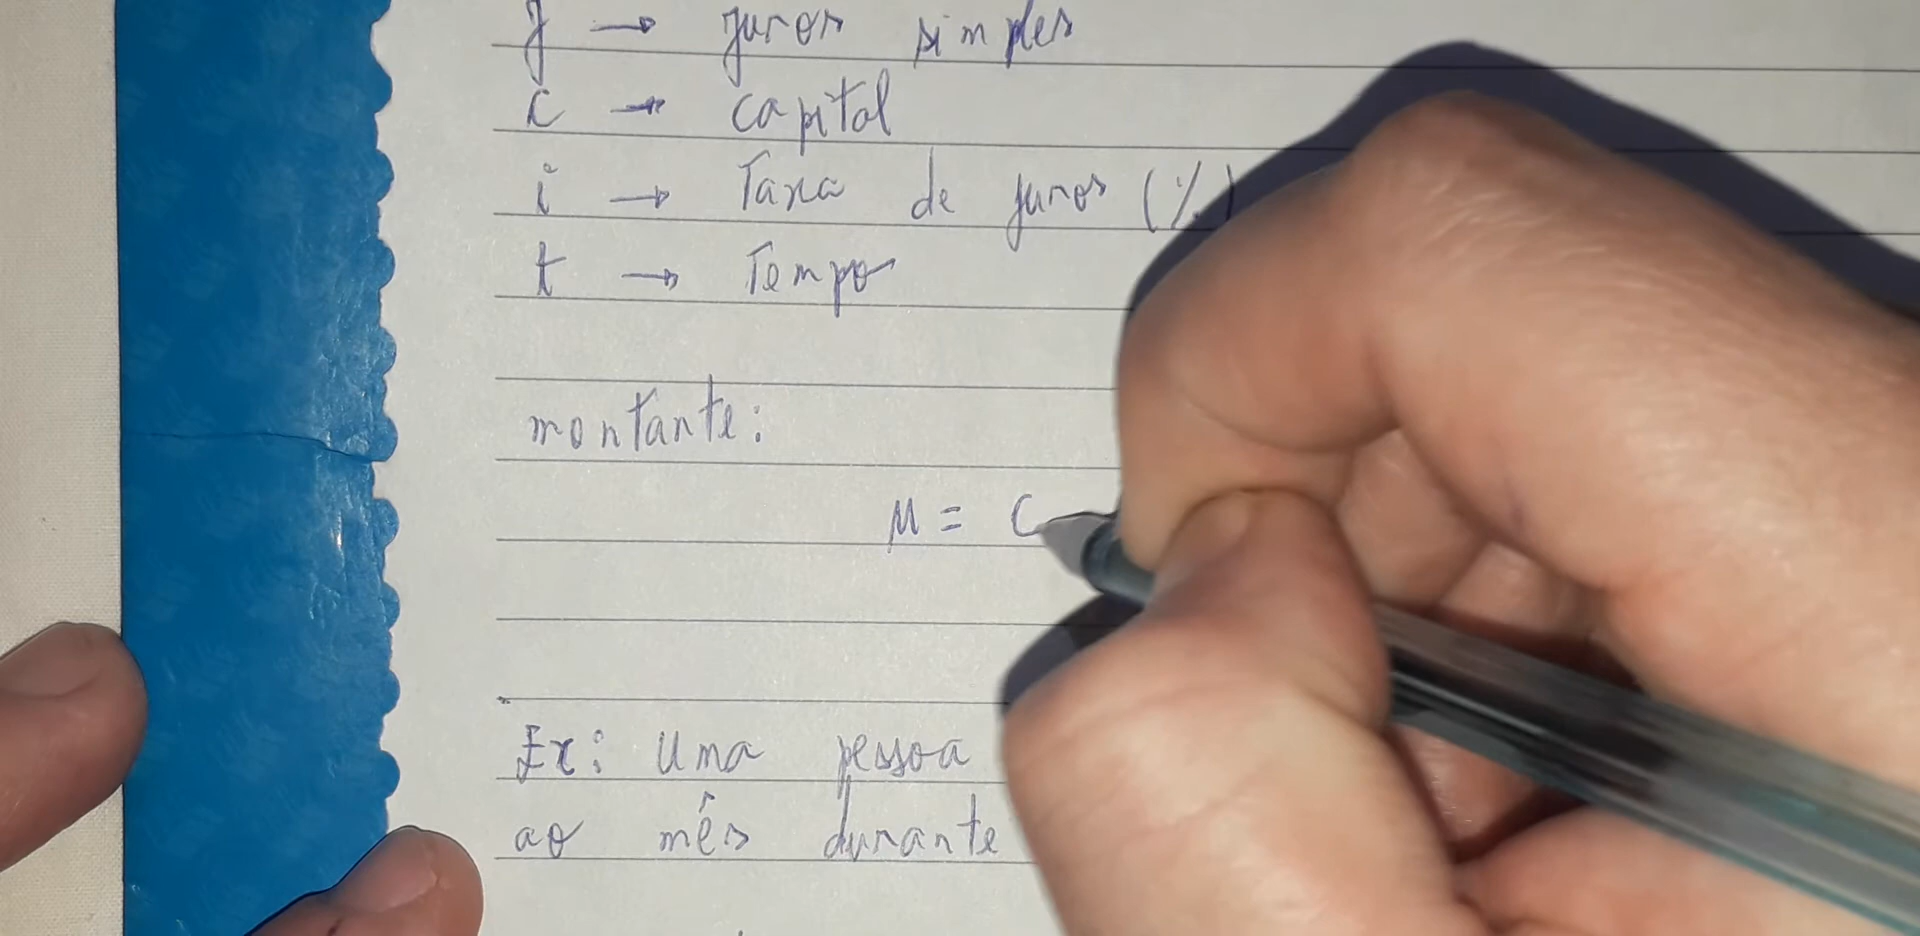 J → juros simples
C → capital
i → Taxa de juros (%)
t → Tempo
montante:
M = C
Ex: Uma pessoa
ao mês durante